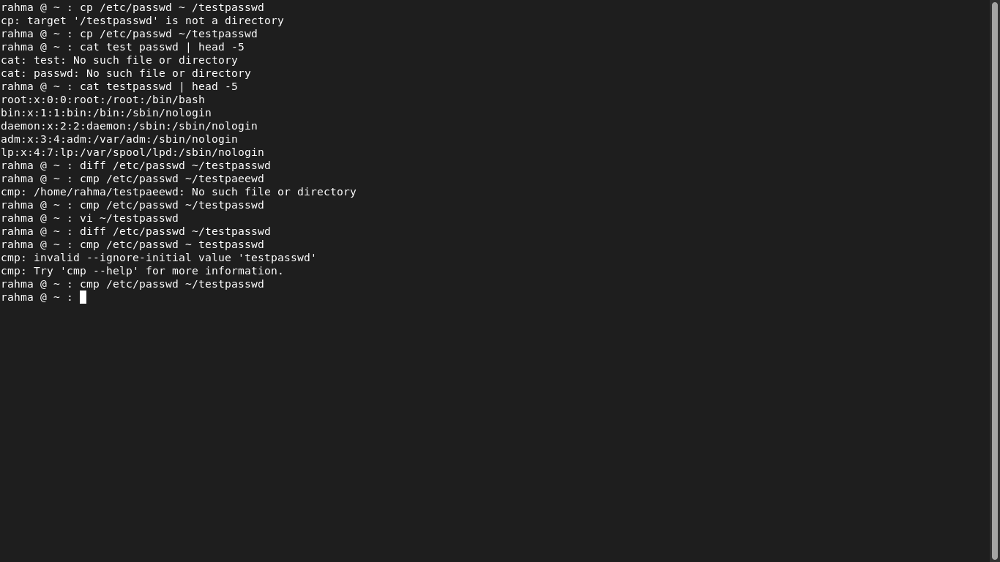 rahma @ ~ : cp /etc/passwd ~ /testpasswd
cp: target '/testpasswd' is not a directory
rahma @ ~ : cp /etc/passwd ~/testpasswd
rahma @ ~ : cat test passwd | head -5
cat: test: No such file or directory
cat: passwd: No such file or directory
rahma @ ~ : cat testpasswd | head -5
root:x:0:0:root:/root:/bin/bash
bin:x:1:1:bin:/bin:/sbin/nologin
daemon:x:2:2:daemon:/sbin:/sbin/nologin
adm:x:3:4:adm:/var/adm:/sbin/nologin
lp:x:4:7:lp:/var/spool/lpd:/sbin/nologin
rahma @ ~ : diff /etc/passwd ~/testpasswd
rahma @ ~ : cmp /etc/passwd ~/testpaeewd
cmp: /home/rahma/testpaeewd: No such file or directory
rahma @ ~ : cmp /etc/passwd ~/testpasswd
rahma @ ~ : vi ~/testpasswd
rahma @ ~ : diff /etc/passwd ~/testpasswd
rahma @ ~ : cmp /etc/passwd ~ testpasswd
cmp: invalid --ignore-initial value 'testpasswd'
cmp: Try 'cmp --help' for more information.
rahma @ ~ : cmp /etc/passwd ~/testpasswd
rahma @ ~ :